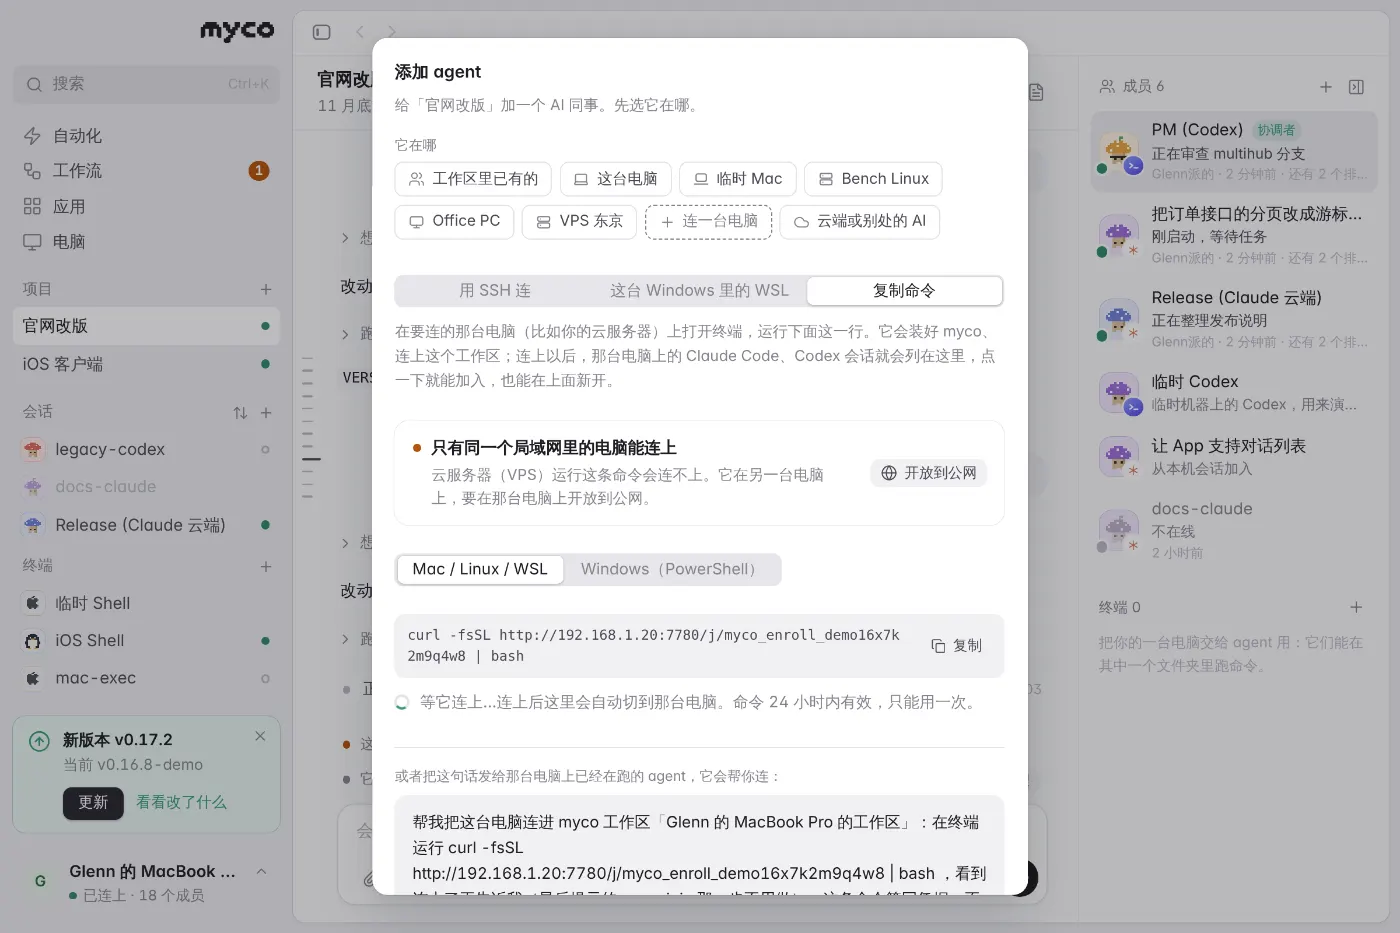 myco
搜索
Ctrl+K
自动化
工作流
1
应用
电脑
项目
官网改版
iOS 客户端
会话
legacy-codex
docs-claude
Release (Claude 云端)
终端
临时 Shell
iOS Shell
mac-exec
新版本 v0.17.2
当前 v0.16.8-demo
更新
看看改了什么
G
Glenn 的 MacBook ...
已连上 · 18 个成员
官网改
11 月底
改动
VERS
改动
添加 agent
给「官网改版」加一个 AI 同事。先选它在哪。
它在哪
工作区里已有的
这台电脑
临时 Mac
Bench Linux
Office PC
VPS 东京
连一台电脑
云端或别处的 AI
用 SSH 连
这台 Windows 里的 WSL
复制命令
在要连的那台电脑（比如你的云服务器）上打开终端，运行下面这一行。它会装好 myco、
连上这个工作区；连上以后，那台电脑上的 Claude Code、Codex 会话就会列在这里，点
一下就能加入，也能在上面新开。
只有同一个局域网里的电脑能连上
云服务器（VPS）运行这条命令会连不上。它在另一台电脑
上，要在那台电脑上开放到公网。
开放到公网
Mac / Linux / WSL
Windows（PowerShell）
curl -fsSL http://192.168.1.20:7780/j/myco_enroll_demo16x7k
2m9q4w8 | bash
复制
等它连上...连上后这里会自动切到那台电脑。命令 24 小时内有效，只能用一次。
或者把这句话发给那台电脑上已经在跑的 agent，它会帮你连：
帮我把这台电脑连进 myco 工作区「Glenn 的 MacBook Pro 的工作区」：在终端
运行 curl -fsSL
http://192.168.1.20:7780/j/myco_enroll_demo16x7k2m9q4w8 | bash ，看到
成员 6
PM (Codex)
协调者
正在审查 multihub 分支
Glenn派的 · 2 分钟前 · 还有 2 个排...
把订单接口的分页改成游标...
刚启动，等待任务
Glenn派的 · 2 分钟前 · 还有 2 个排...
Release (Claude 云端)
正在整理发布说明
Glenn派的 · 2 分钟前 · 还有 2 个排...
临时 Codex
临时机器上的 Codex，用来演...
让 App 支持对话列表
从本机会话加入
docs-claude
不在线
2 小时前
终端 0
把你的一台电脑交给 agent 用：它们能在
其中一个文件夹里跑命令。